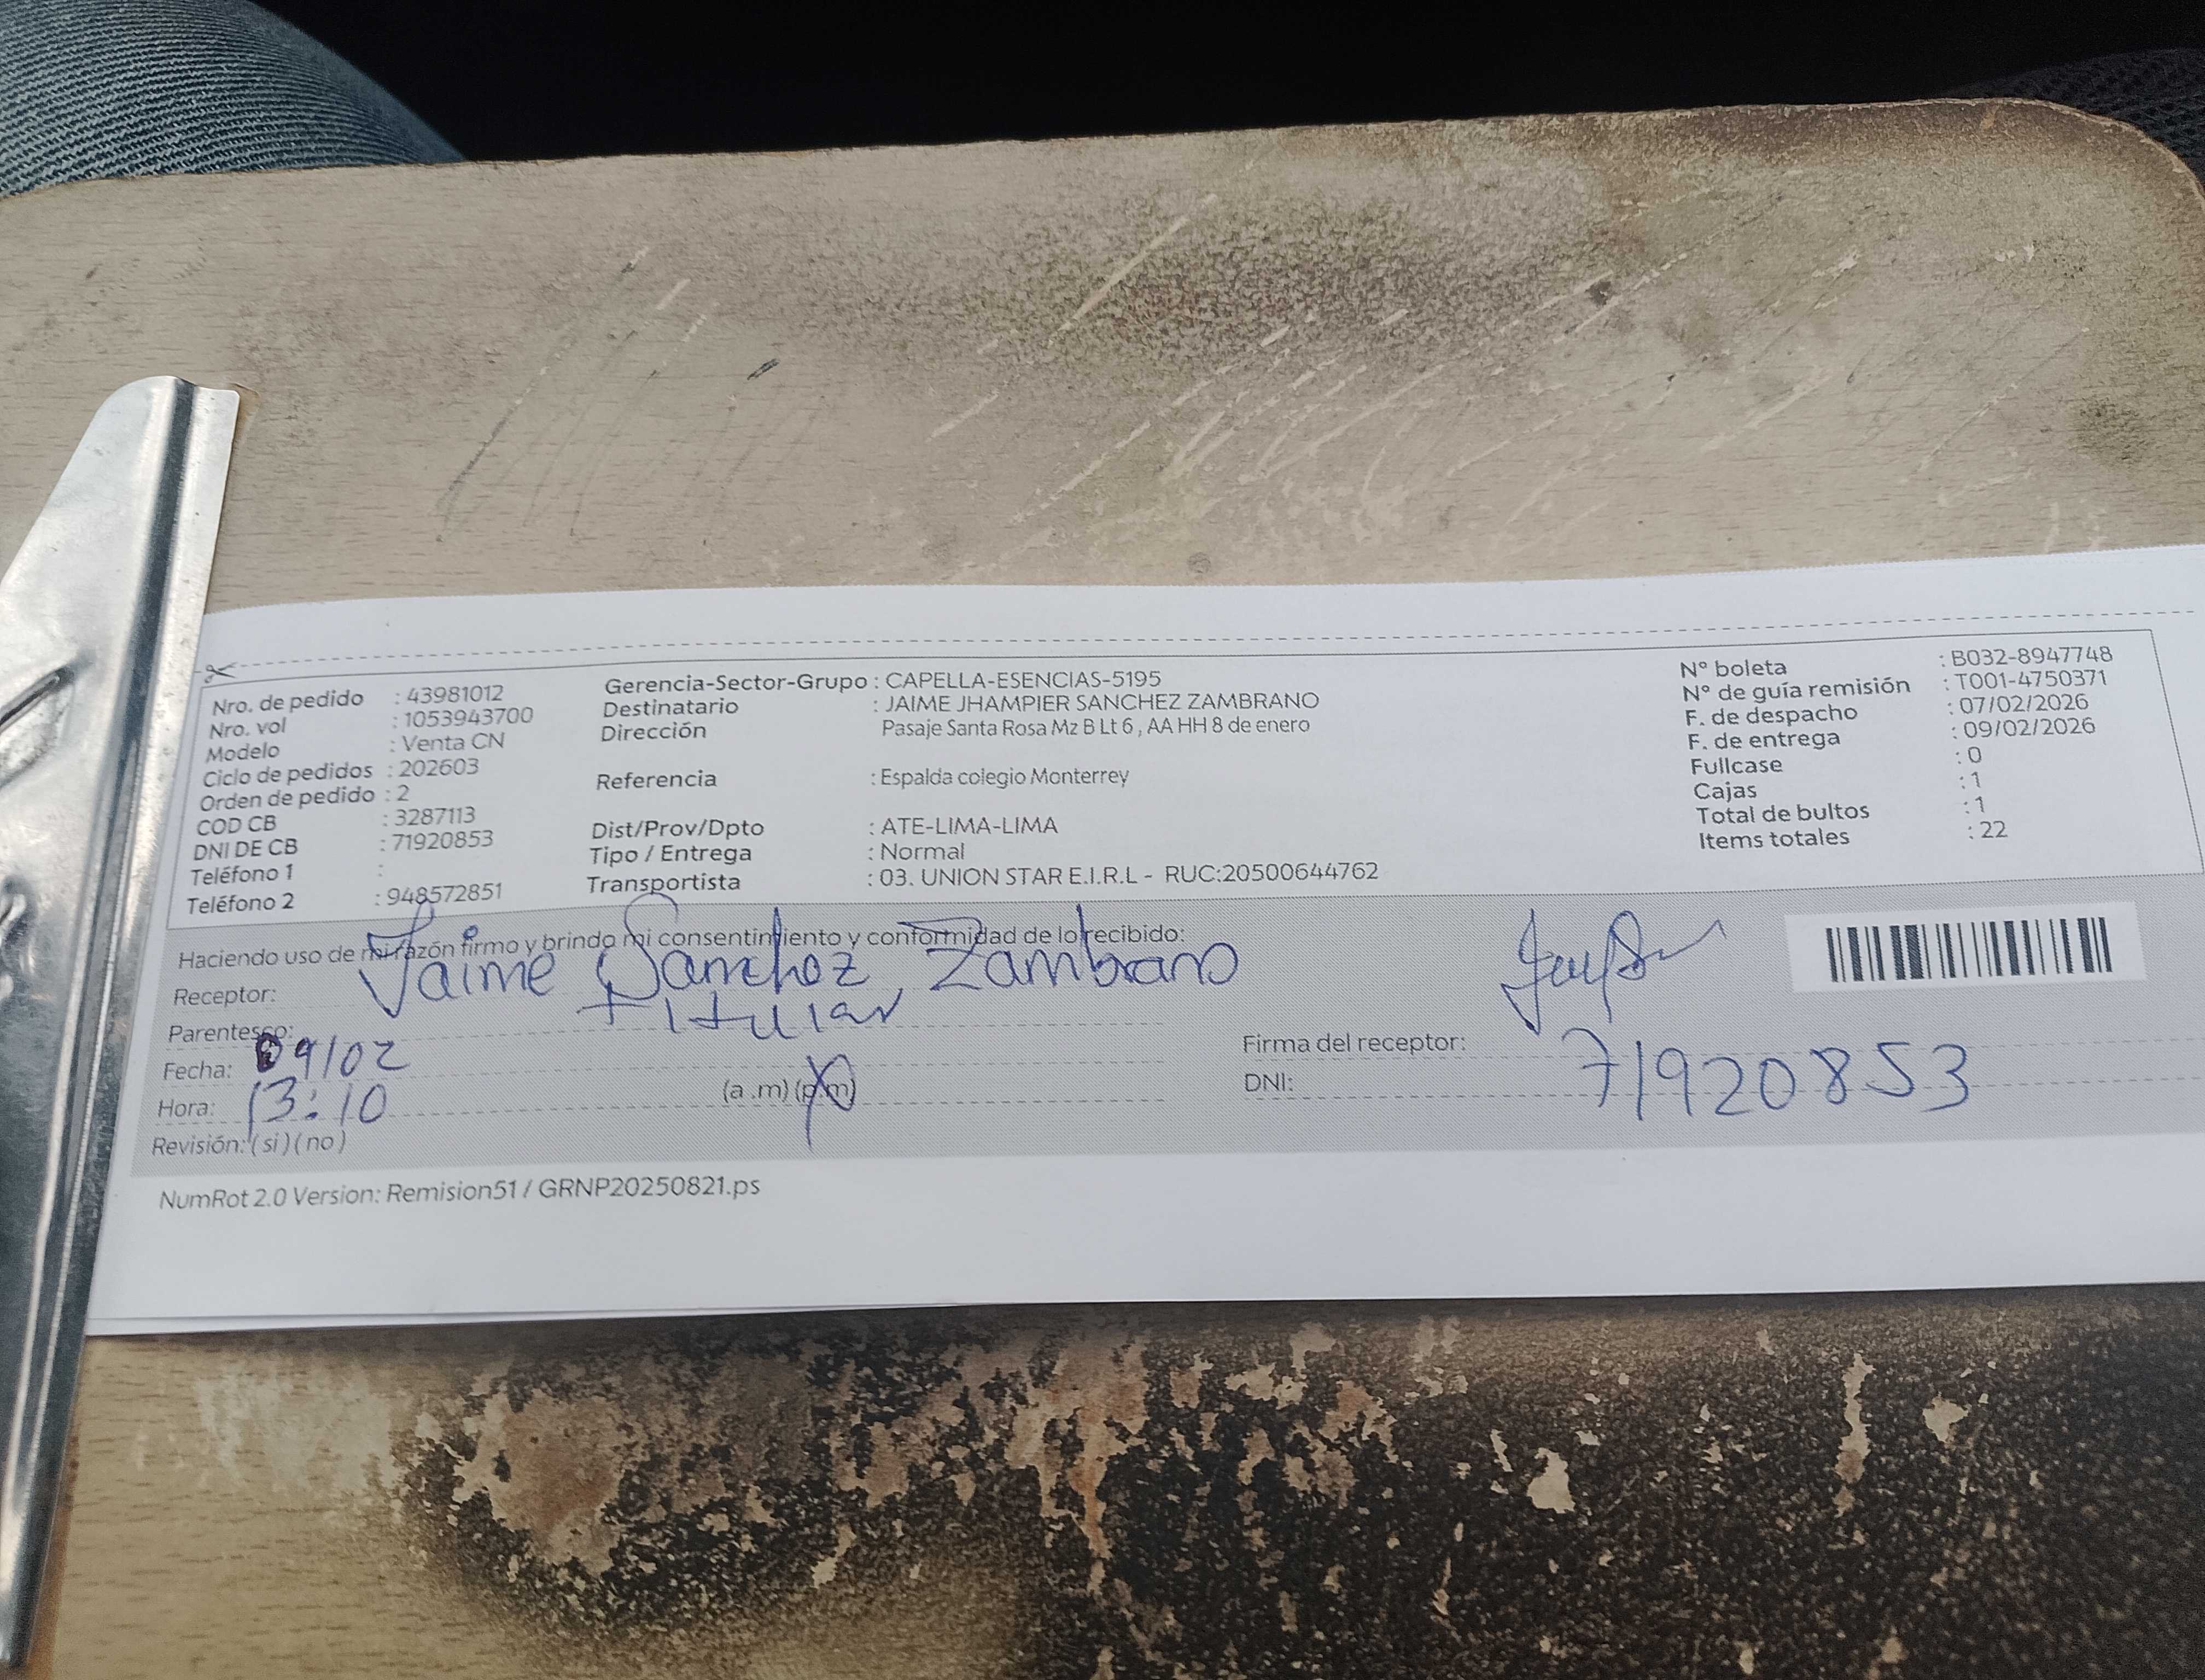 Nro. de pedido : 43981012
Nro. vol : 1053943700
Modelo : Venta CN
Ciclo de pedidos : 202603
Orden de pedido : 2
COD CB : 3287113
DNI DE CB : 71920853
Teléfono 1 :
Teléfono 2 : 948572851
Gerencia-Sector-Grupo : CAPELLA-ESENCIAS-5195
Destinatario : JAIME JHAMPIER SANCHEZ ZAMBRANO
Dirección Pasaje Santa Rosa Mz B Lt 6 , AA HH 8 de enero
Referencia : Espalda colegio Monterrey
Dist/Prov/Dpto : ATE-LIMA-LIMA
Tipo / Entrega : Normal
Transportista : 03. UNION STAR E.I.R.L - RUC:20500644762
N° boleta : B032-8947748
N° de guía remisión : T001-4750371
F. de despacho : 07/02/2026
F. de entrega : 09/02/2026
Fullcase : 0
Cajas : 1
Total de bultos : 1
Items totales : 22
Haciendo uso de mi razón firmo y brindo mi consentimiento y conformidad de lo recibido:
Receptor: Jaime Sanchez Zambrano
Parentesco: Titular
Fecha: 09/02
Hora: 13:10 (a .m) (p.m)
Revisión: ( si ) ( no )
Firma del receptor:
DNI: 71920853
NumRot 2.0 Version: Remision51 / GRNP20250821.ps